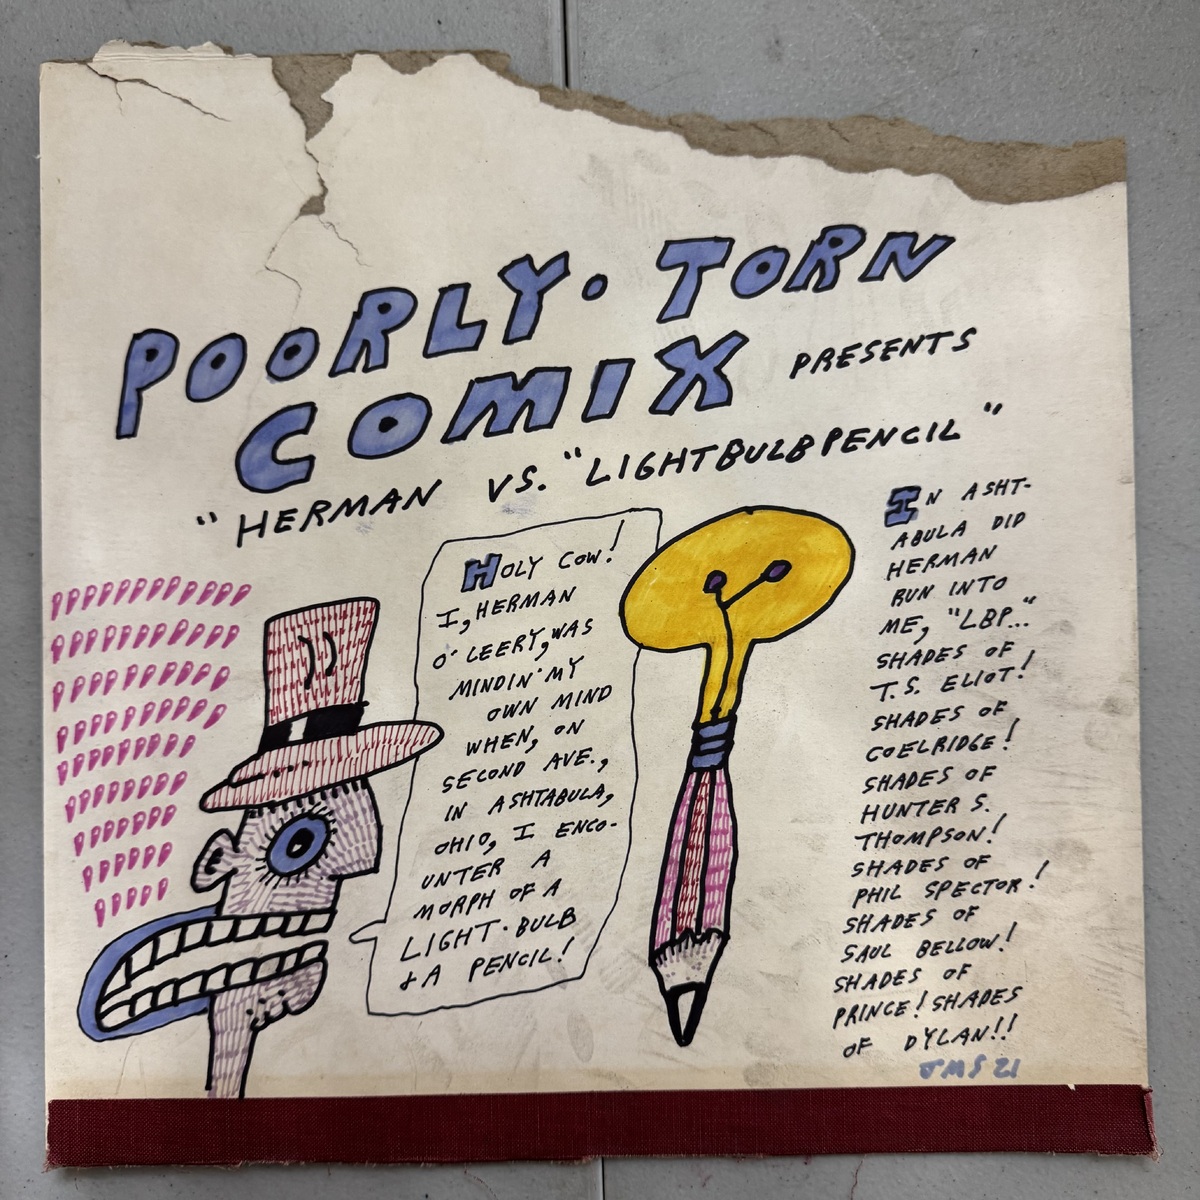 POORLY·TORN
COMIX PRESENTS
"HERMAN VS. "LIGHTBULBPENCIL"
HOLY COW!
I, HERMAN
O'LEERY, WAS
MINDIN' MY
OWN MIND
WHEN, ON
SECOND AVE.,
IN ASHTABULA,
OHIO, I ENCO-
UNTER A
MORPH OF A
LIGHT·BULB
& A PENCIL!
IN ASHT-
ABULA DID
HERMAN
RUN INTO
ME, "LBP..."
SHADES OF
T.S. ELIOT!
SHADES OF
COELRIDGE!
SHADES OF
HUNTER S.
THOMPSON!
SHADES OF
PHIL SPECTOR!
SHADES OF
SAUL BELLOW!
SHADES OF
PRINCE! SHADES
OF DYLAN!!
JMS 21